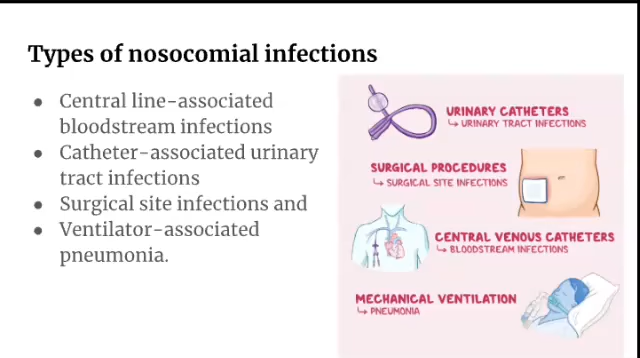 Types of nosocomial infections
● Central line-associated
bloodstream infections
● Catheter-associated urinary
tract infections
● Surgical site infections and
● Ventilator-associated
pneumonia.
URINARY CATHETERS
↳ URINARY TRACT INFECTIONS
SURGICAL PROCEDURES
↳ SURGICAL SITE INFECTIONS
CENTRAL VENOUS CATHETERS
↳ BLOODSTREAM INFECTIONS
MECHANICAL VENTILATION
↳ PNEUMONIA